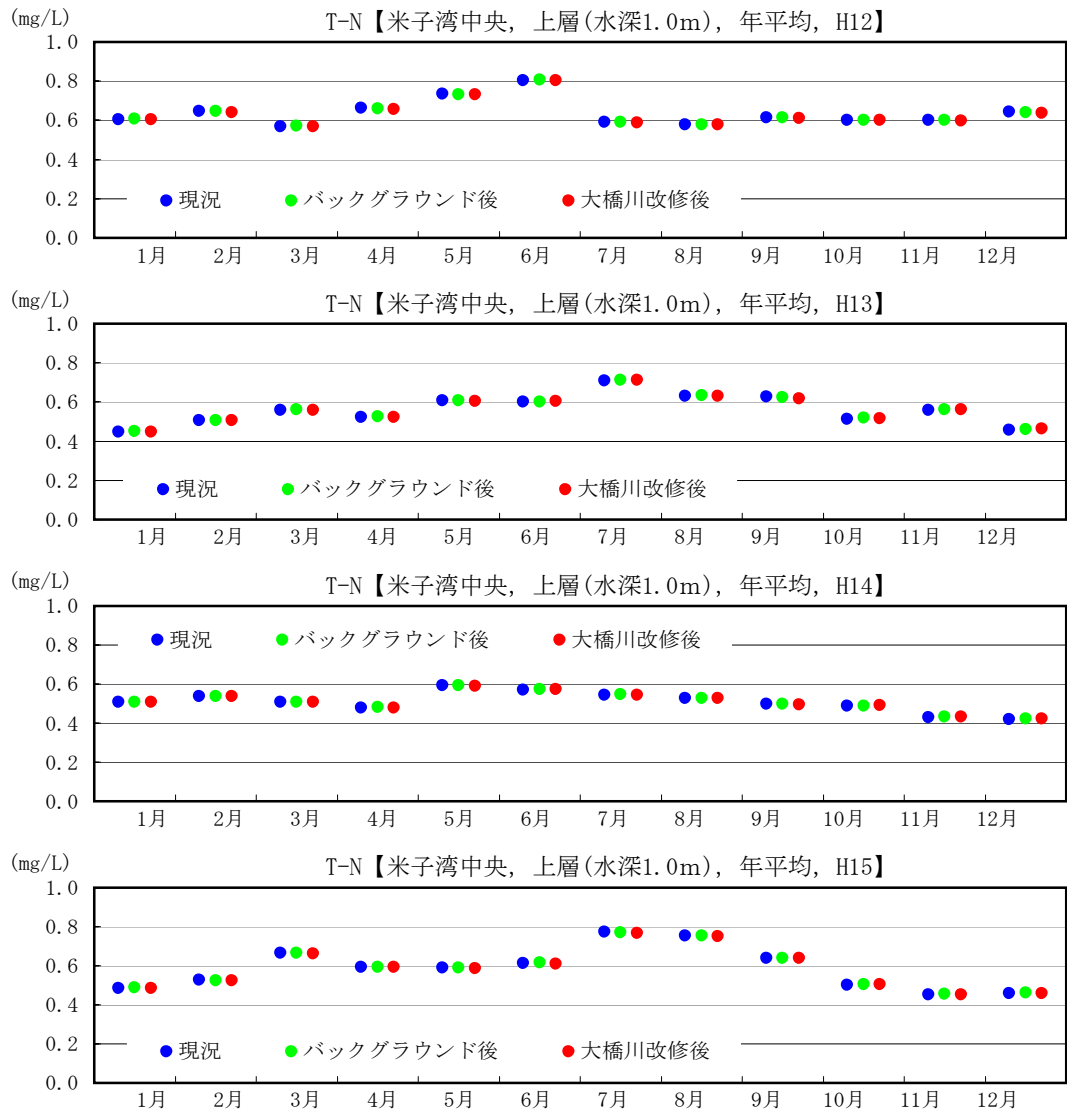 (mg/L) T-N【米子湾中央, 上層(水深1.0m), 年平均, H12】
1.0
0.8
0.6
0.4
0.2 現況 バックグラウンド後 大橋川改修後
0.0
1月 2月 3月 4月 5月 6月 7月 8月 9月 10月 11月 12月
(mg/L) T-N【米子湾中央, 上層(水深1.0m), 年平均, H13】
1.0
0.8
0.6
0.4
0.2 現況 バックグラウンド後 大橋川改修後
0.0
1月 2月 3月 4月 5月 6月 7月 8月 9月 10月 11月 12月
(mg/L) T-N【米子湾中央, 上層(水深1.0m), 年平均, H14】
1.0
0.8 現況 バックグラウンド後 大橋川改修後
0.6
0.4
0.2
0.0
1月 2月 3月 4月 5月 6月 7月 8月 9月 10月 11月 12月
(mg/L) T-N【米子湾中央, 上層(水深1.0m), 年平均, H15】
1.0
0.8
0.6
0.4
0.2 現況 バックグラウンド後 大橋川改修後
0.0
1月 2月 3月 4月 5月 6月 7月 8月 9月 10月 11月 12月